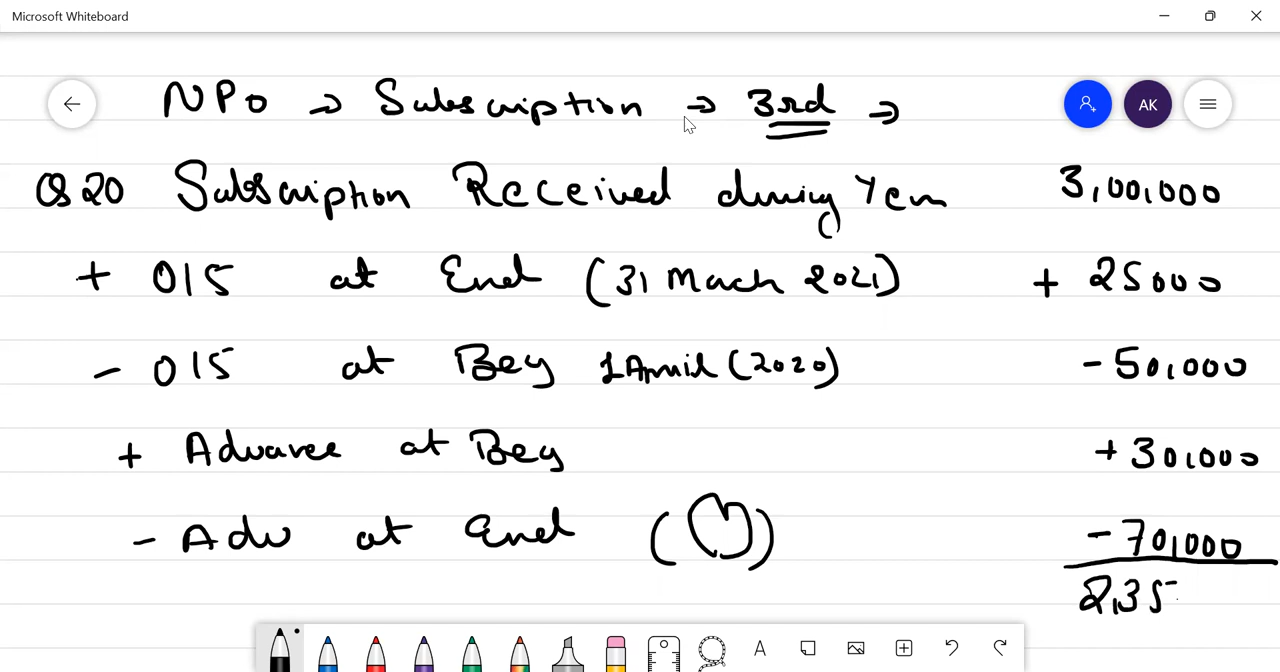 Microsoft Whiteboard
NPO → Subscription → 3rd →
AK
Q 20 Subscription Received during Year 3,00,000
+ O/S at End (31 March 2021) + 25000
- O/S at Beg 1 April (2020) - 50,000
+ Advance at Beg + 30,000
- Adv at End ( ) - 70,000
2,35
A